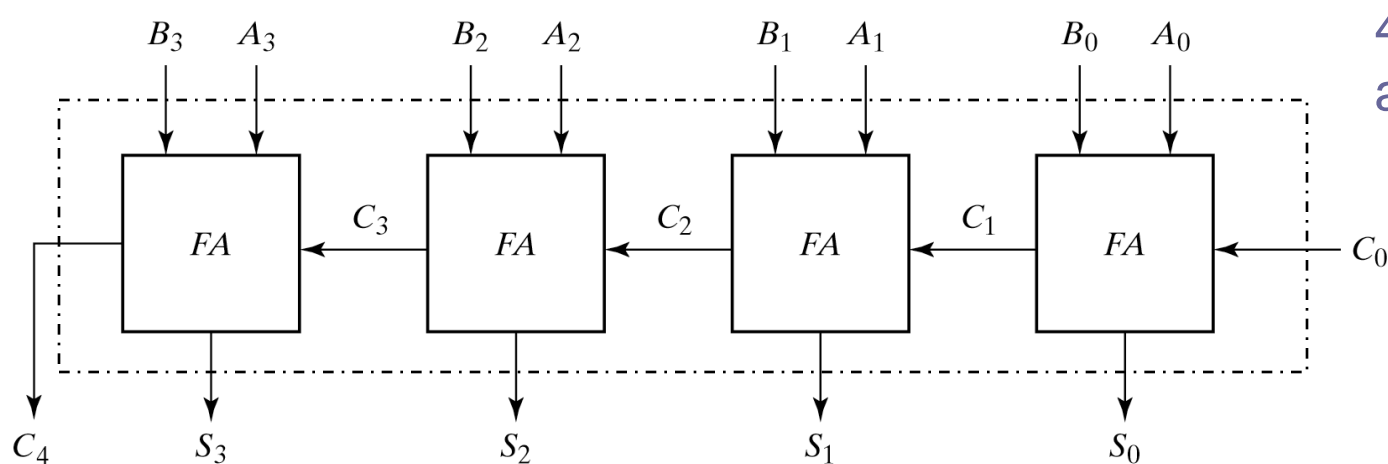 B₃ A₃ B₂ A₂ B₁ A₁ B₀ A₀
4
a
FA C₃ FA C₂ FA C₁ FA C₀
C₄ S₃ S₂ S₁ S₀